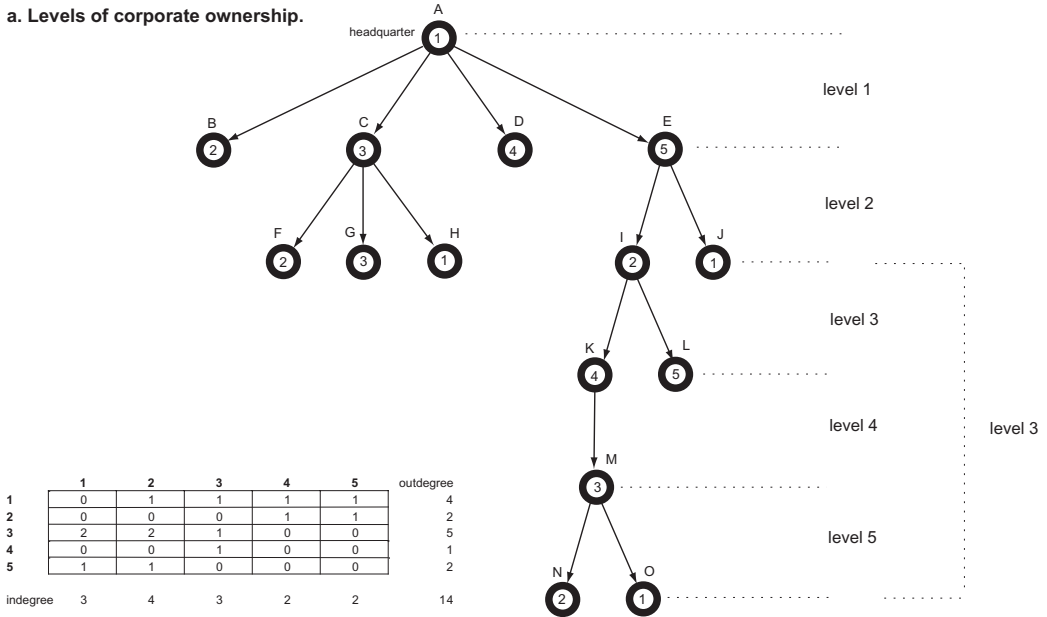 a. Levels of corporate ownership.
A
headquarter
1
level 1
B
C
D
E
2
3
4
5
level 2
F
G
H
I
J
2
3
1
2
1
level 3
K
L
4
5
level 4
level 3
M
3
level 5
N
O
2
1
1 2 3 4 5 outdegree
1 0 1 1 1 1 4
2 0 0 0 1 1 2
3 2 2 1 0 0 5
4 0 0 1 0 0 1
5 1 1 0 0 0 2
indegree 3 4 3 2 2 14